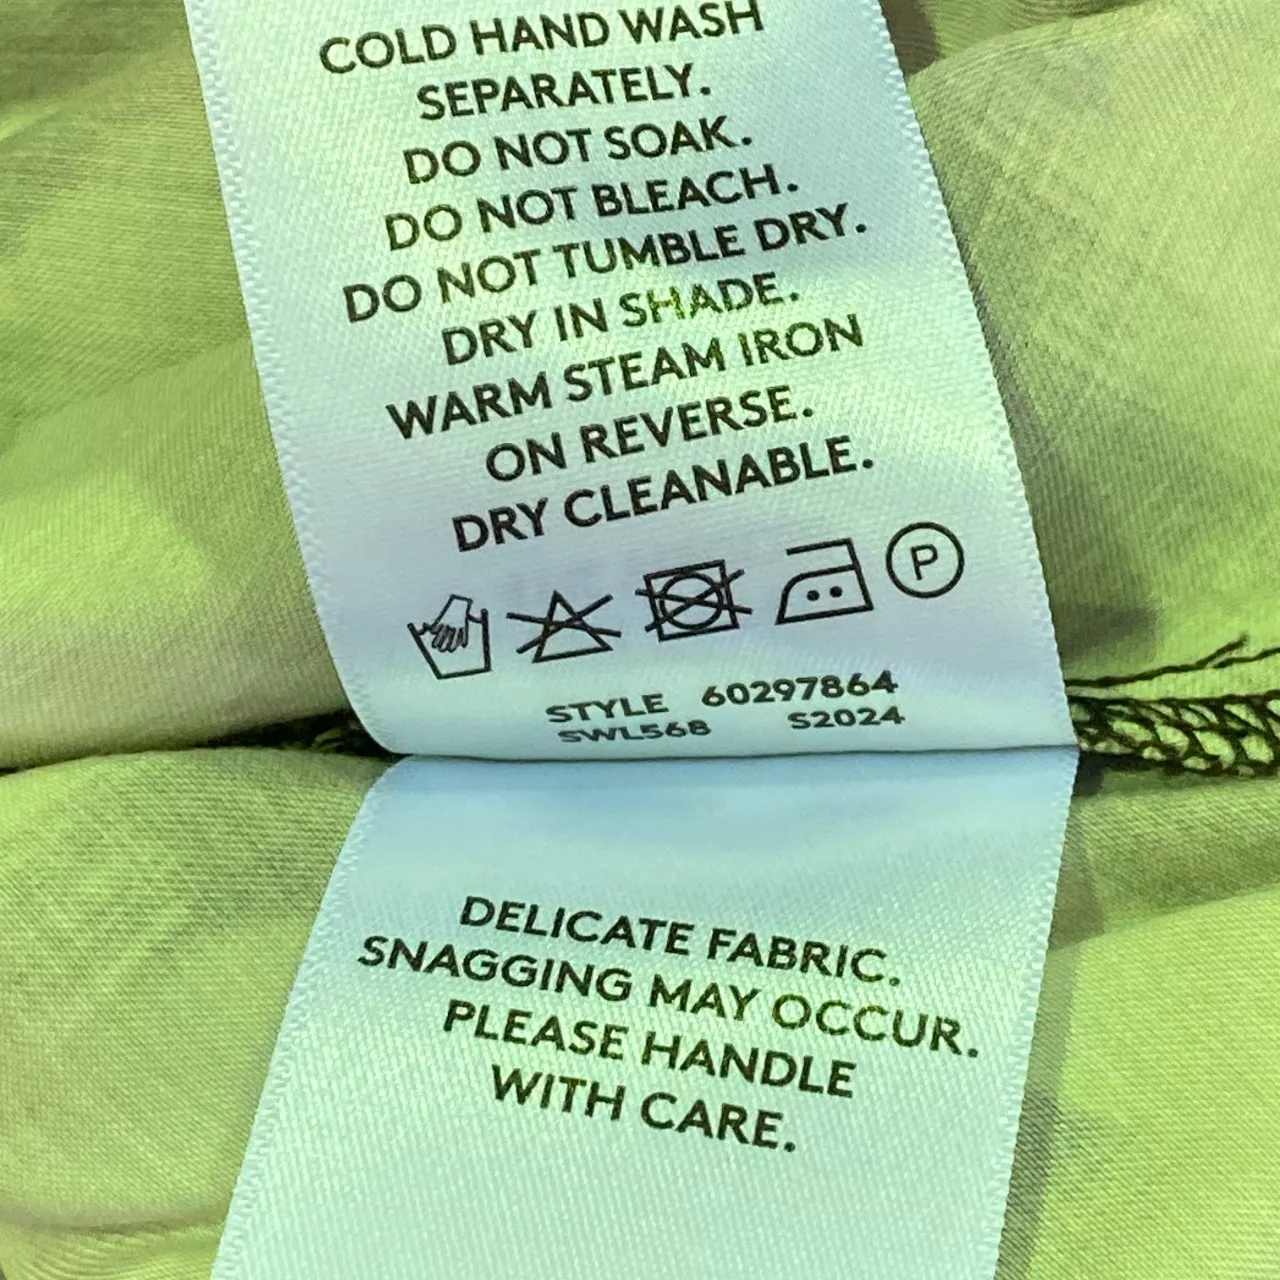 COLD HAND WASH
SEPARATELY.
DO NOT SOAK.
DO NOT BLEACH.
DO NOT TUMBLE DRY.
DRY IN SHADE.
WARM STEAM IRON
ON REVERSE.
DRY CLEANABLE.
P
STYLE 60297864
SWL568 S2024
DELICATE FABRIC.
SNAGGING MAY OCCUR.
PLEASE HANDLE
WITH CARE.